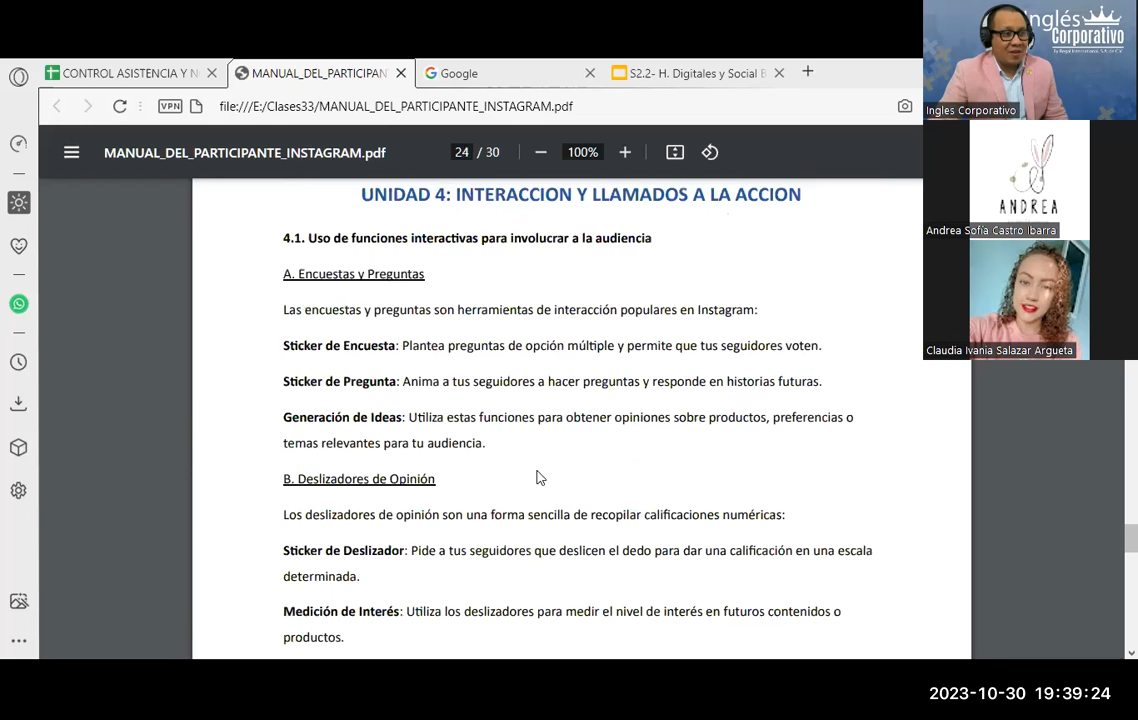 CONTROL ASISTENCIA Y N
MANUAL_DEL_PARTICIPAN
Google
S2.2- H. Digitales y Social B
VPN
file:///E:/Clases33/MANUAL_DEL_PARTICIPANTE_INSTAGRAM.pdf
MANUAL_DEL_PARTICIPANTE_INSTAGRAM.pdf
24 / 30
100%
UNIDAD 4: INTERACCION Y LLAMADOS A LA ACCION
4.1. Uso de funciones interactivas para involucrar a la audiencia
A. Encuestas y Preguntas
Las encuestas y preguntas son herramientas de interacción populares en Instagram:
Sticker de Encuesta: Plantea preguntas de opción múltiple y permite que tus seguidores voten.
Sticker de Pregunta: Anima a tus seguidores a hacer preguntas y responde en historias futuras.
Generación de Ideas: Utiliza estas funciones para obtener opiniones sobre productos, preferencias o
temas relevantes para tu audiencia.
B. Deslizadores de Opinión
Los deslizadores de opinión son una forma sencilla de recopilar calificaciones numéricas:
Sticker de Deslizador: Pide a tus seguidores que deslicen el dedo para dar una calificación en una escala
determinada.
Medición de Interés: Utiliza los deslizadores para medir el nivel de interés en futuros contenidos o
productos.
Inglés
Corporativo
Ingles Corporativo
ANDREA
Andrea Sofía Castro Ibarra
Claudia Ivania Salazar Argueta
2023-10-30 19:39:24